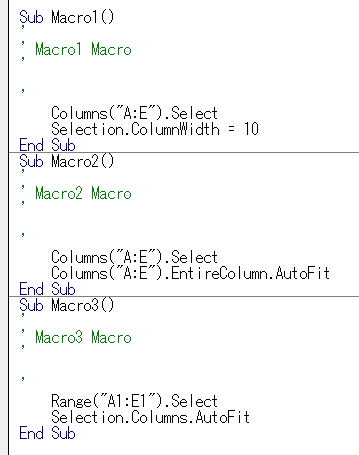 Sub Macro1()
'
' Macro1 Macro
'
'
    Columns("A:E").Select
    Selection.ColumnWidth = 10
End Sub
Sub Macro2()
'
' Macro2 Macro
'
'
    Columns("A:E").Select
    Columns("A:E").EntireColumn.AutoFit
End Sub
Sub Macro3()
'
' Macro3 Macro
'
'
    Range("A1:E1").Select
    Selection.Columns.AutoFit
End Sub